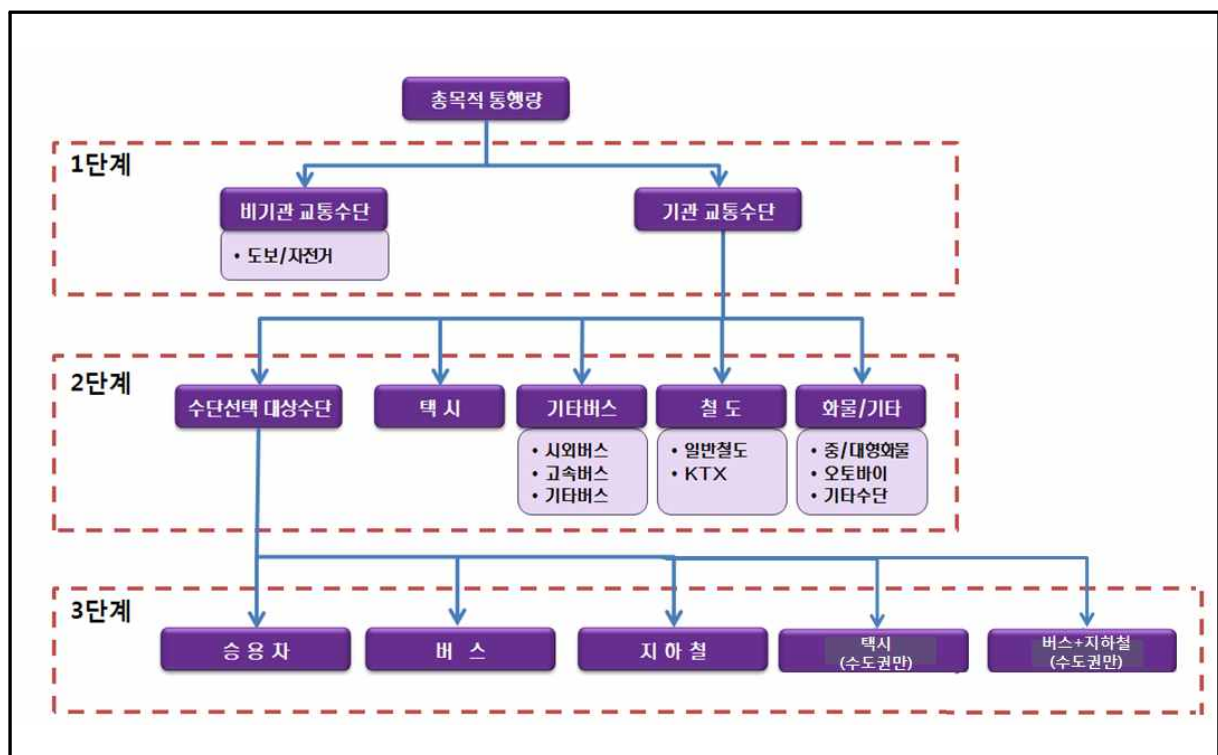 총목적 통행량
1단계
비기관 교통수단
• 도보/자전거
기관 교통수단
2단계
수단선택 대상수단
택 시
기타버스
• 시외버스
• 고속버스
• 기타버스
철 도
• 일반철도
• KTX
화물/기타
• 중/대형화물
• 오토바이
• 기타수단
3단계
승 용 차
버 스
지 하 철
택시
(수도권만)
버스+지하철
(수도권만)